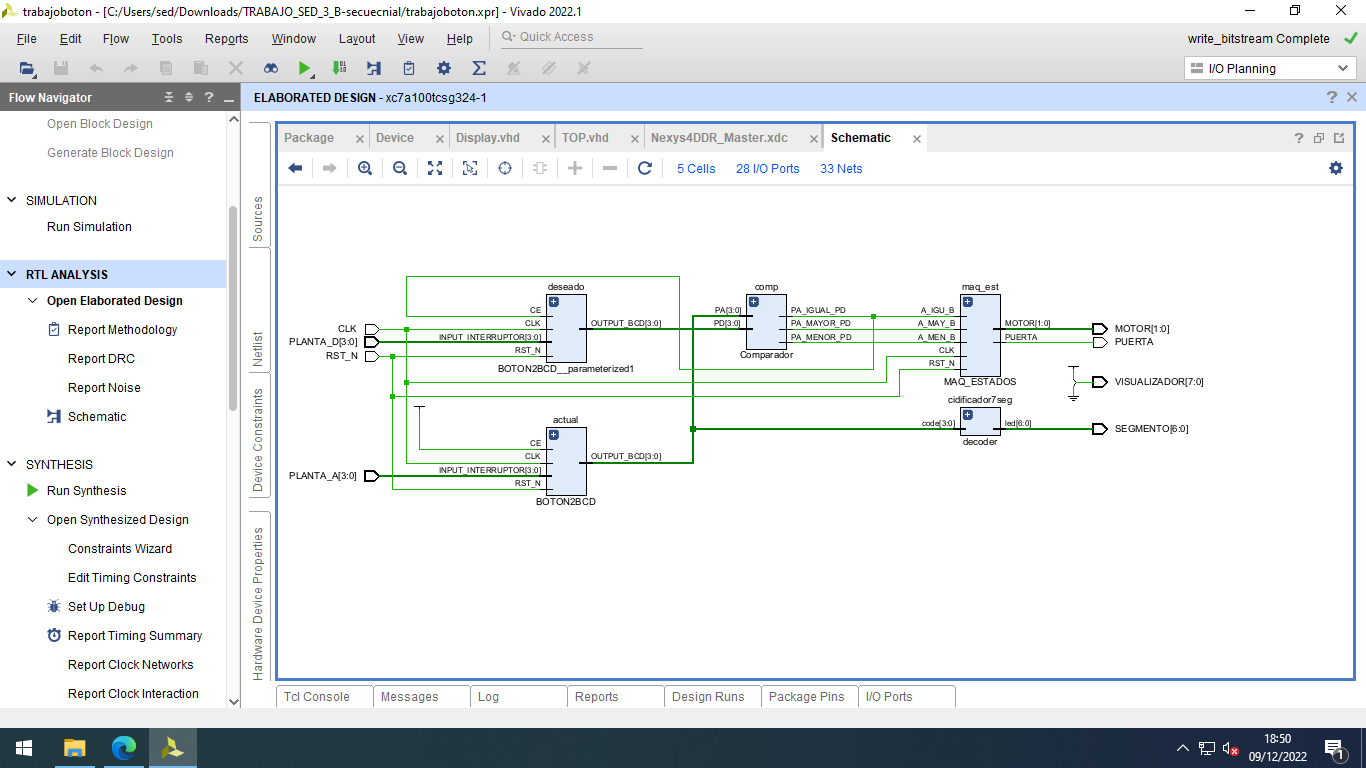 trabajoboton - [C:/Users/sed/Downloads/TRABAJO_SED_3_B-secuecnial/trabajoboton.xpr] - Vivado 2022.1
File Edit Flow Tools Reports Window Layout View Help Quick Access
write_bitstream Complete
I/O Planning
Flow Navigator
ELABORATED DESIGN - xc7a100tcsg324-1
Open Block Design
Generate Block Design
SIMULATION
Run Simulation
RTL ANALYSIS
Open Elaborated Design
Report Methodology
Report DRC
Report Noise
Schematic
SYNTHESIS
Run Synthesis
Open Synthesized Design
Constraints Wizard
Edit Timing Constraints
Set Up Debug
Report Timing Summary
Report Clock Networks
Report Clock Interaction
Sources
Netlist
Device Constraints
Hardware Device Properties
Package Device Display.vhd TOP.vhd Nexys4DDR_Master.xdc Schematic
5 Cells 28 I/O Ports 33 Nets
CLK
PLANTA_D[3:0]
RST_N
PLANTA_A[3:0]
deseado
CE
CLK
INPUT_INTERRUPTOR[3:0]
RST_N
OUTPUT_BCD[3:0]
BOTON2BCD__parameterized1
actual
CE
CLK
INPUT_INTERRUPTOR[3:0]
RST_N
OUTPUT_BCD[3:0]
BOTON2BCD
comp
PA[3:0]
PD[3:0]
PA_IGUAL_PD
PA_MAYOR_PD
PA_MENOR_PD
Comparador
maq_est
A_IGU_B
A_MAY_B
A_MEN_B
CLK
RST_N
MOTOR[1:0]
PUERTA
MAQ_ESTADOS
cidificador7seg
code[3:0]
led[6:0]
decoder
MOTOR[1:0]
PUERTA
VISUALIZADOR[7:0]
SEGMENTO[6:0]
Tcl Console Messages Log Reports Design Runs Package Pins I/O Ports
18:50
09/12/2022
1